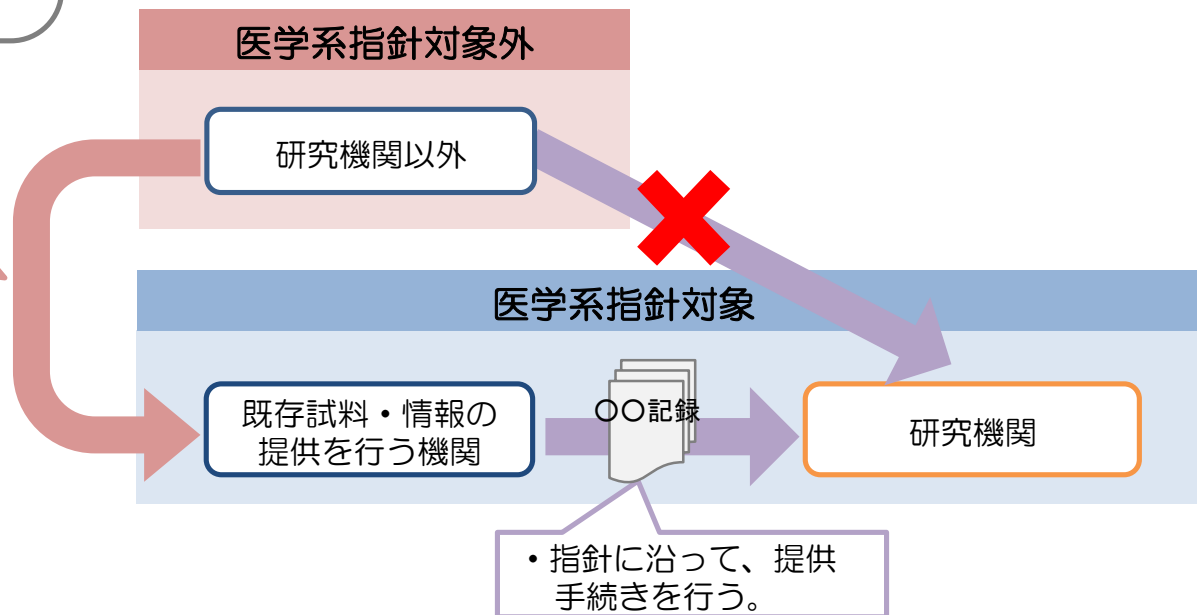 医学系指針対象外
研究機関以外
医学系指針対象
既存試料・情報の
提供を行う機関
〇〇記録
研究機関
・指針に沿って、提供
手続きを行う。